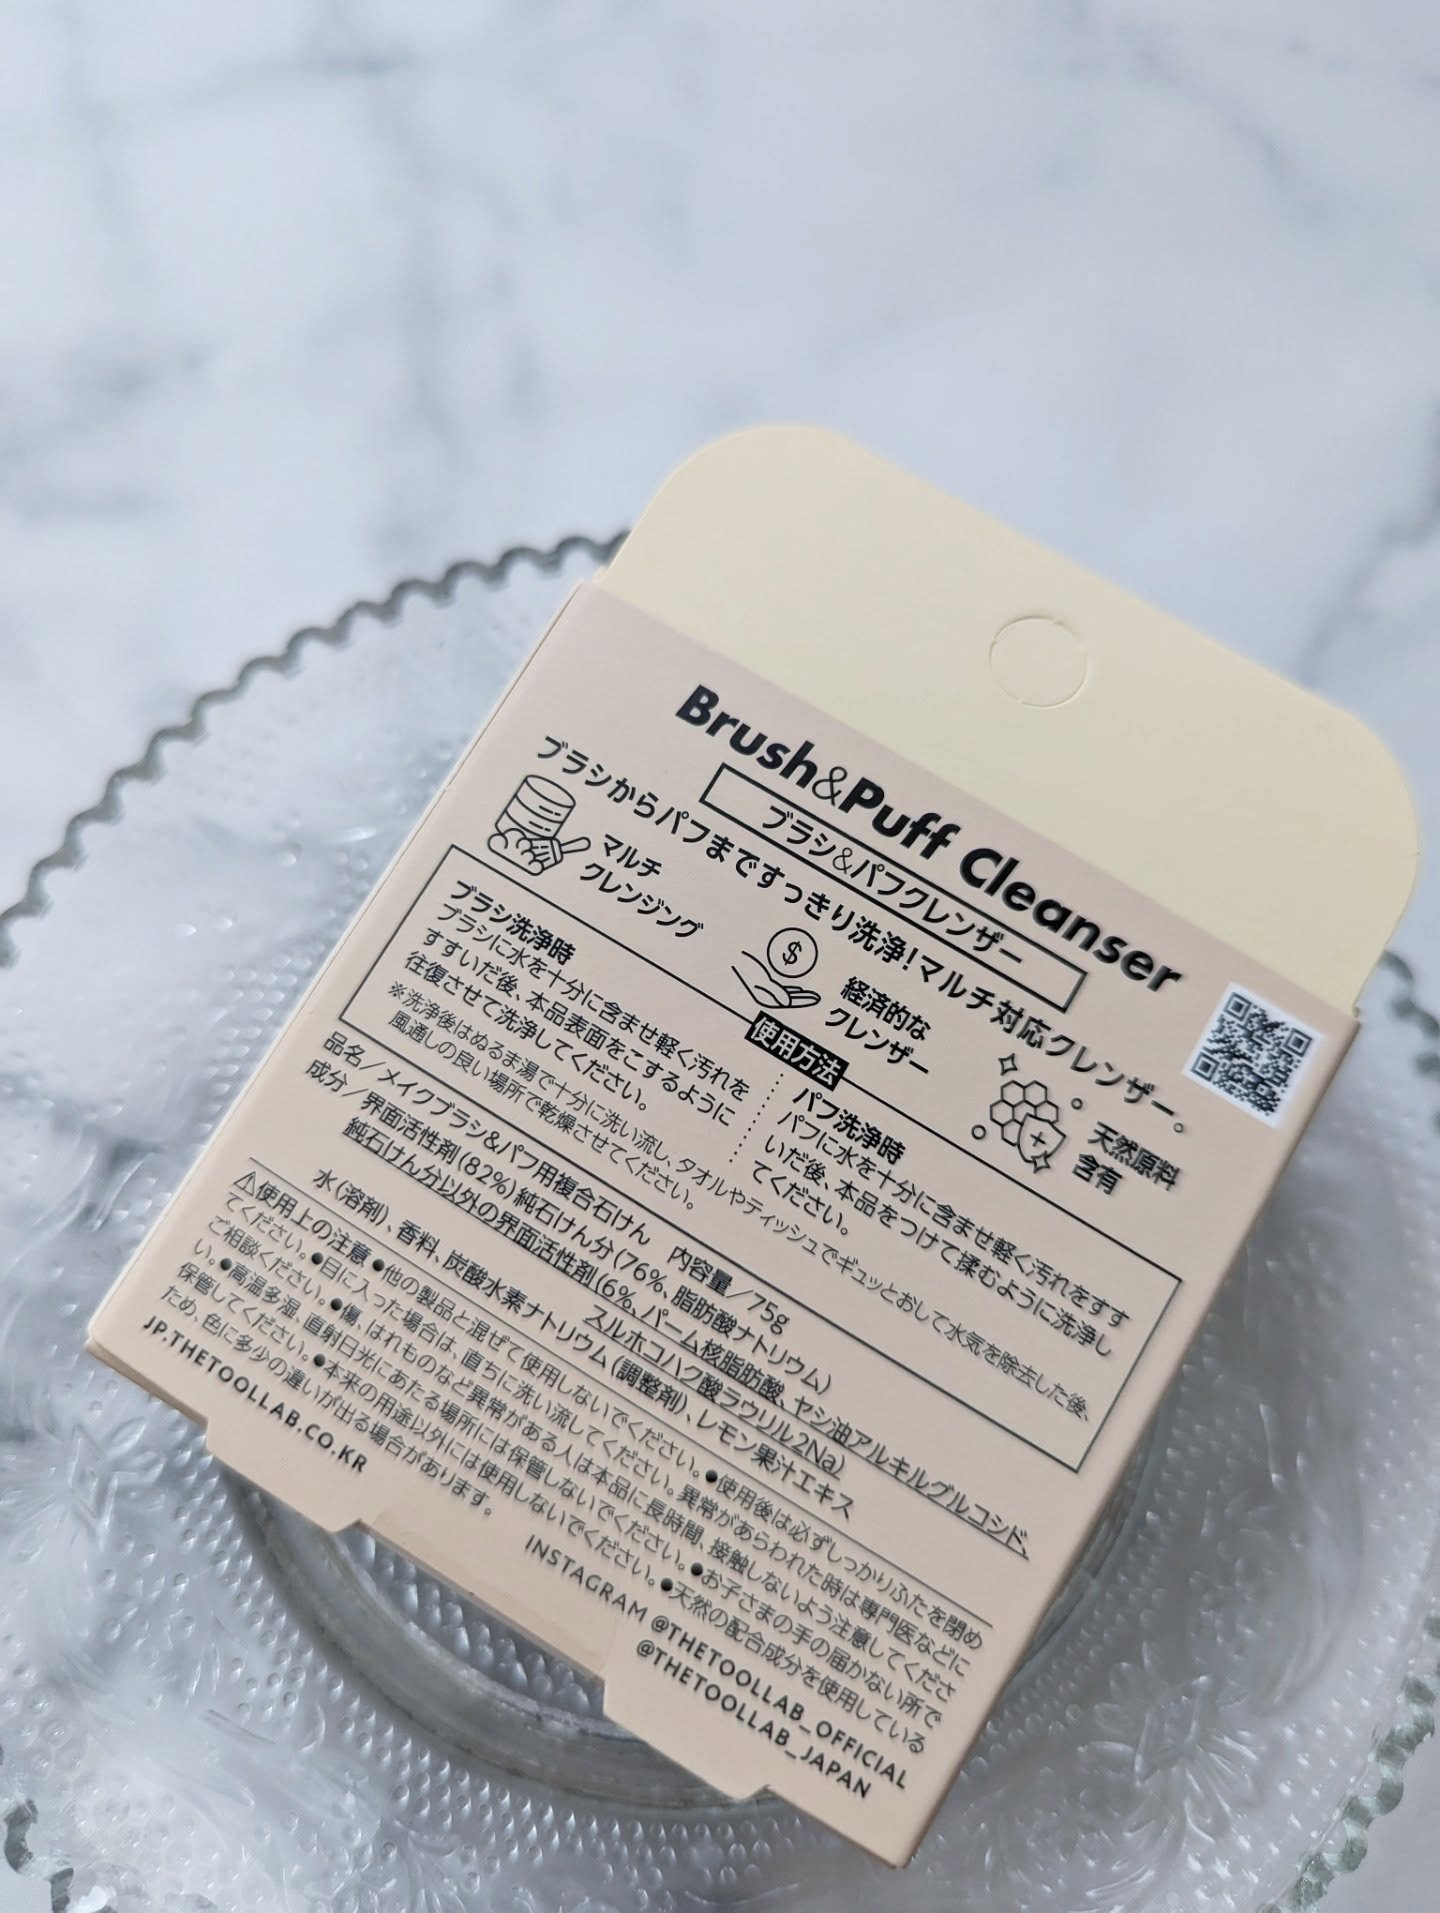 Brush&Puff Cleanser
ブラシ&パフクレンザー
ブラシからパフまですっきり洗浄!マルチ対応クレンザー。
マルチ
クレンジング
$
経済的な
クレンザー
天然原料
含有
使用方法
ブラシ洗浄時
ブラシに水を十分に含ませ軽く汚れを
すすいだ後、本品表面をこするように
往復させて洗浄してください。
パフ洗浄時
パフに水を十分に含ませ軽く汚れをすす
いだ後、本品をつけて揉むように洗浄し
てください。
※洗浄後はぬるま湯で十分に洗い流し、タオルやティッシュでギュッとおして水気を除去した後、
風通しの良い場所で乾燥させてください。
品名/メイクブラシ&パフ用複合石けん 内容量/75g
成分/界面活性剤(82%)純石けん分(76%、脂肪酸ナトリウム)
純石けん分以外の界面活性剤(6%、パーム核脂肪酸、ヤシ油アルキルグルコシド、
スルホコハク酸ラウリル2Na)
水(溶剤)、香料、炭酸水素ナトリウム(調整剤)、レモン果汁エキス
⚠使用上の注意 ●他の製品と混ぜて使用しないでください。●使用後は必ずしっかりふたを閉め
てください。●目に入った場合は、直ちに洗い流してください。異常があらわれた時は専門医などに
ご相談ください。●傷、はれものなど異常がある人は本品に長時間、接触しないよう注意してくださ
い。●高温多湿、直射日光にあたる場所には保管しないでください。●お子さまの手の届かない所で
保管してください。●本来の用途以外には使用しないでください。●天然の配合成分を使用している
ため、色に多少の違いが出る場合があります。
JP.THETOOLLAB.CO.KR
INSTAGRAM @THETOOLLAB_OFFICIAL
@THETOOLLAB_JAPAN